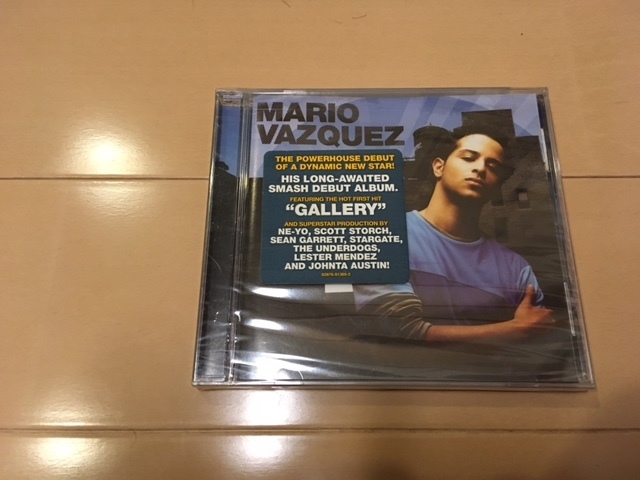 MARIO
VAZQUEZ
THE POWERHOUSE DEBUT
OF A DYNAMIC NEW STAR!
HIS LONG-AWAITED
SMASH DEBUT ALBUM.
FEATURING THE HOT FIRST HIT
“GALLERY”
AND SUPERSTAR PRODUCTION BY
NE-YO, SCOTT STORCH,
SEAN GARRETT, STARGATE,
THE UNDERDOGS,
LESTER MENDEZ
AND JOHNTA AUSTIN!